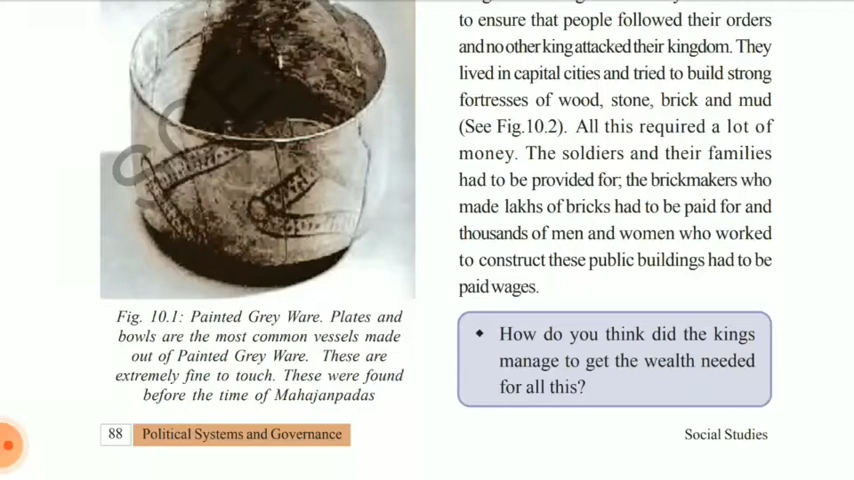 to ensure that people followed their orders
and no other king attacked their kingdom. They
lived in capital cities and tried to build strong
fortresses of wood, stone, brick and mud
(See Fig.10.2). All this required a lot of
money. The soldiers and their families
had to be provided for; the brickmakers who
made lakhs of bricks had to be paid for and
thousands of men and women who worked
to construct these public buildings had to be
paid wages.
Fig. 10.1: Painted Grey Ware. Plates and
bowls are the most common vessels made
out of Painted Grey Ware. These are
extremely fine to touch. These were found
before the time of Mahajanpadas
◆ How do you think did the kings
manage to get the wealth needed
for all this?
88 Political Systems and Governance
Social Studies